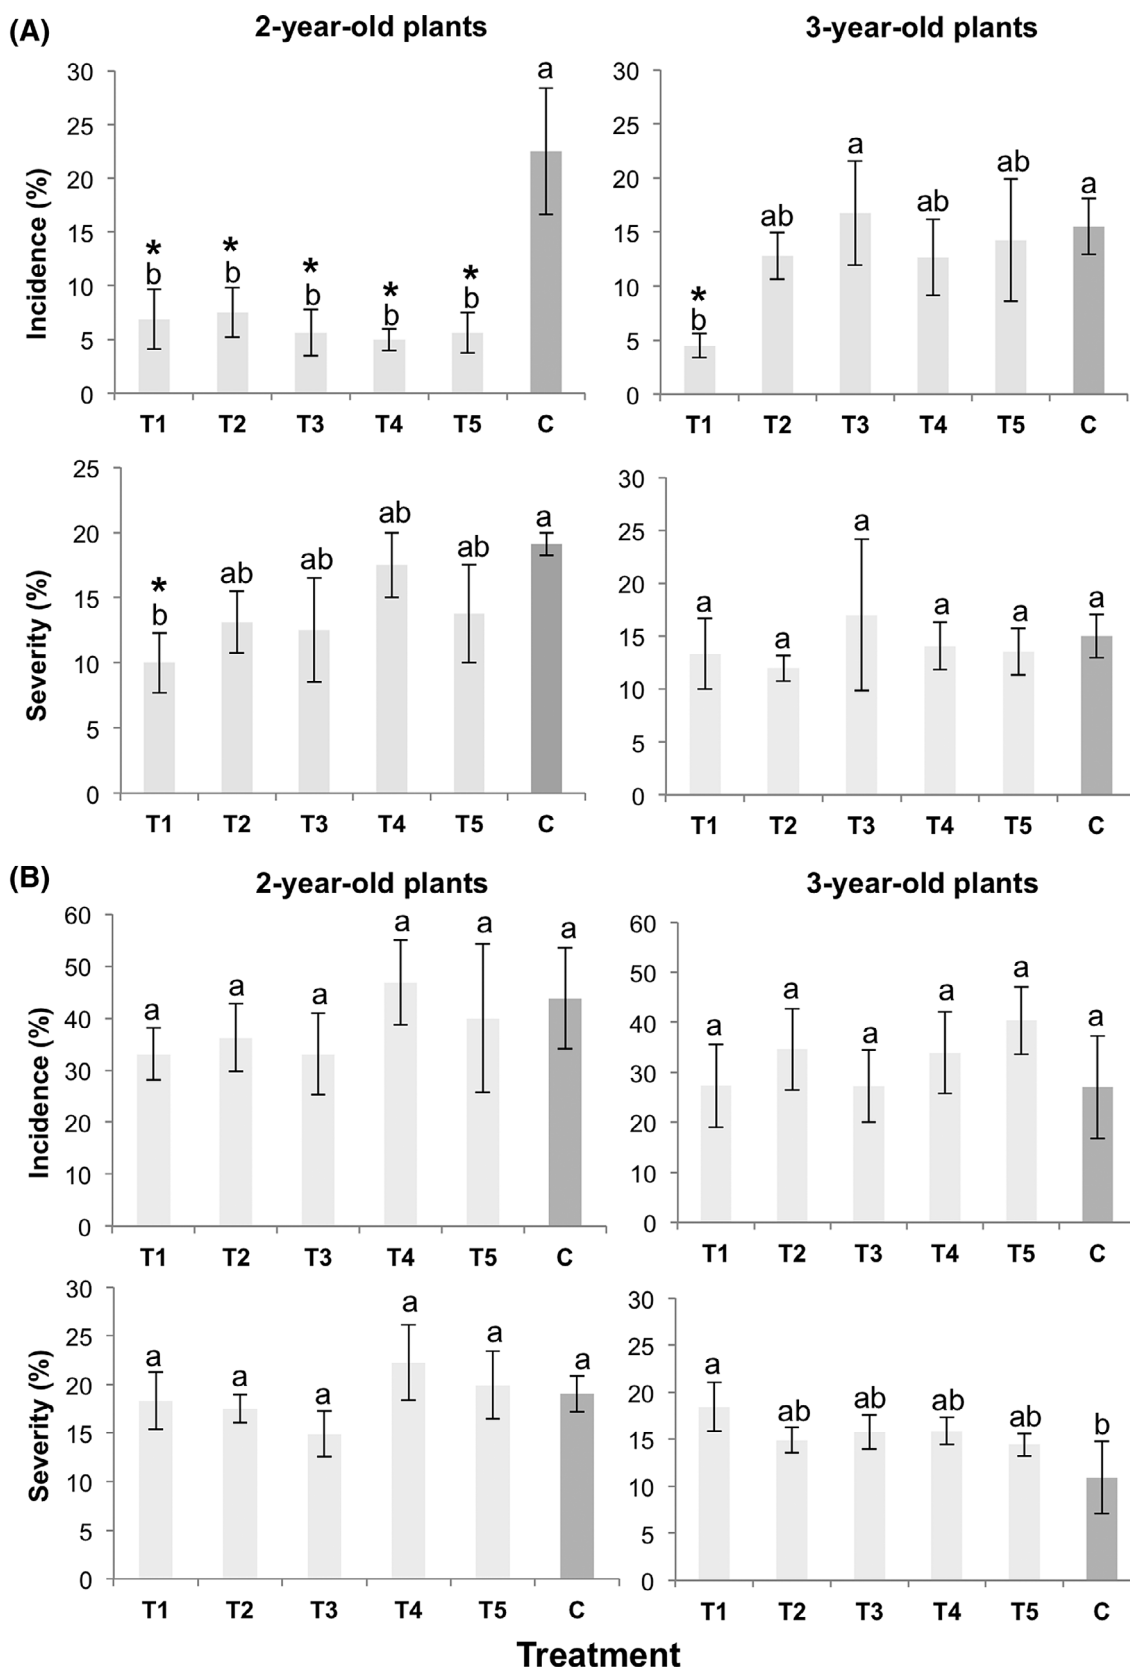 (A)
2-year-old plants
3-year-old plants
Incidence (%)
30
25
20
15
10
5
0
* * * * *
b b b b b a
T1 T2 T3 T4 T5 C
30
25
20
15
10
5
0
*
b ab a ab ab a
T1 T2 T3 T4 T5 C
Severity (%)
25
20
15
10
5
0
*
b ab ab ab ab a
T1 T2 T3 T4 T5 C
30
25
20
15
10
5
0
a a a a a a
T1 T2 T3 T4 T5 C
(B)
2-year-old plants
3-year-old plants
Incidence (%)
60
50
40
30
20
10
0
a a a a a a
T1 T2 T3 T4 T5 C
60
50
40
30
20
10
0
a a a a a a
T1 T2 T3 T4 T5 C
Severity (%)
30
25
20
15
10
5
0
a a a a a a
T1 T2 T3 T4 T5 C
30
25
20
15
10
5
0
a ab ab ab ab b
T1 T2 T3 T4 T5 C
Treatment